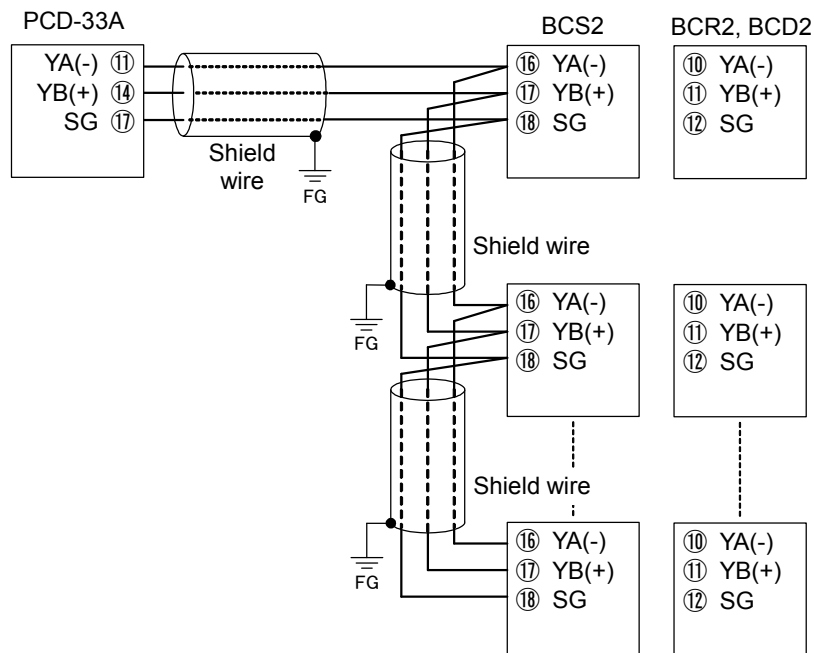 PCD-33A
BCS2
BCR2, BCD2
YA(-) ⑪
YB(+) ⑭
SG ⑰
⑯ YA(-)
⑰ YB(+)
⑱ SG
⑩ YA(-)
⑪ YB(+)
⑫ SG
Shield
wire
FG
Shield wire
⑯ YA(-)
⑰ YB(+)
⑱ SG
⑩ YA(-)
⑪ YB(+)
⑫ SG
FG
Shield wire
⑯ YA(-)
⑰ YB(+)
⑱ SG
⑩ YA(-)
⑪ YB(+)
⑫ SG
FG